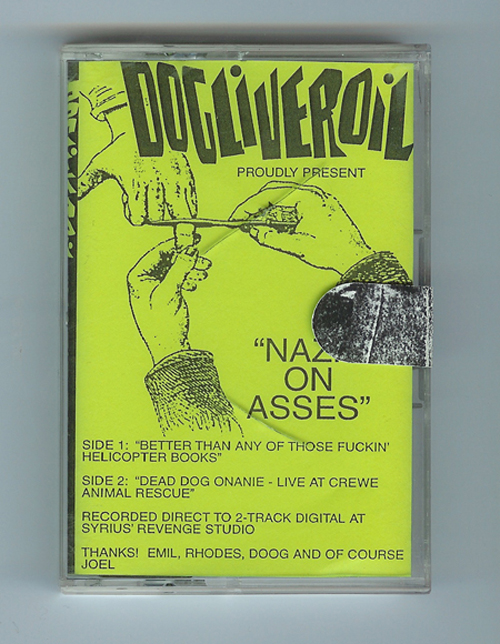 DOGLIVEROIL
PROUDLY PRESENT
"NAZ
ON
ASSES"
SIDE 1: "BETTER THAN ANY OF THOSE FUCKIN'
HELICOPTER BOOKS"
SIDE 2: "DEAD DOG ONANIE - LIVE AT CREWE
ANIMAL RESCUE"
RECORDED DIRECT TO 2-TRACK DIGITAL AT
SYRIUS' REVENGE STUDIO
THANKS! EMIL, RHODES, DOOG AND OF COURSE
JOEL